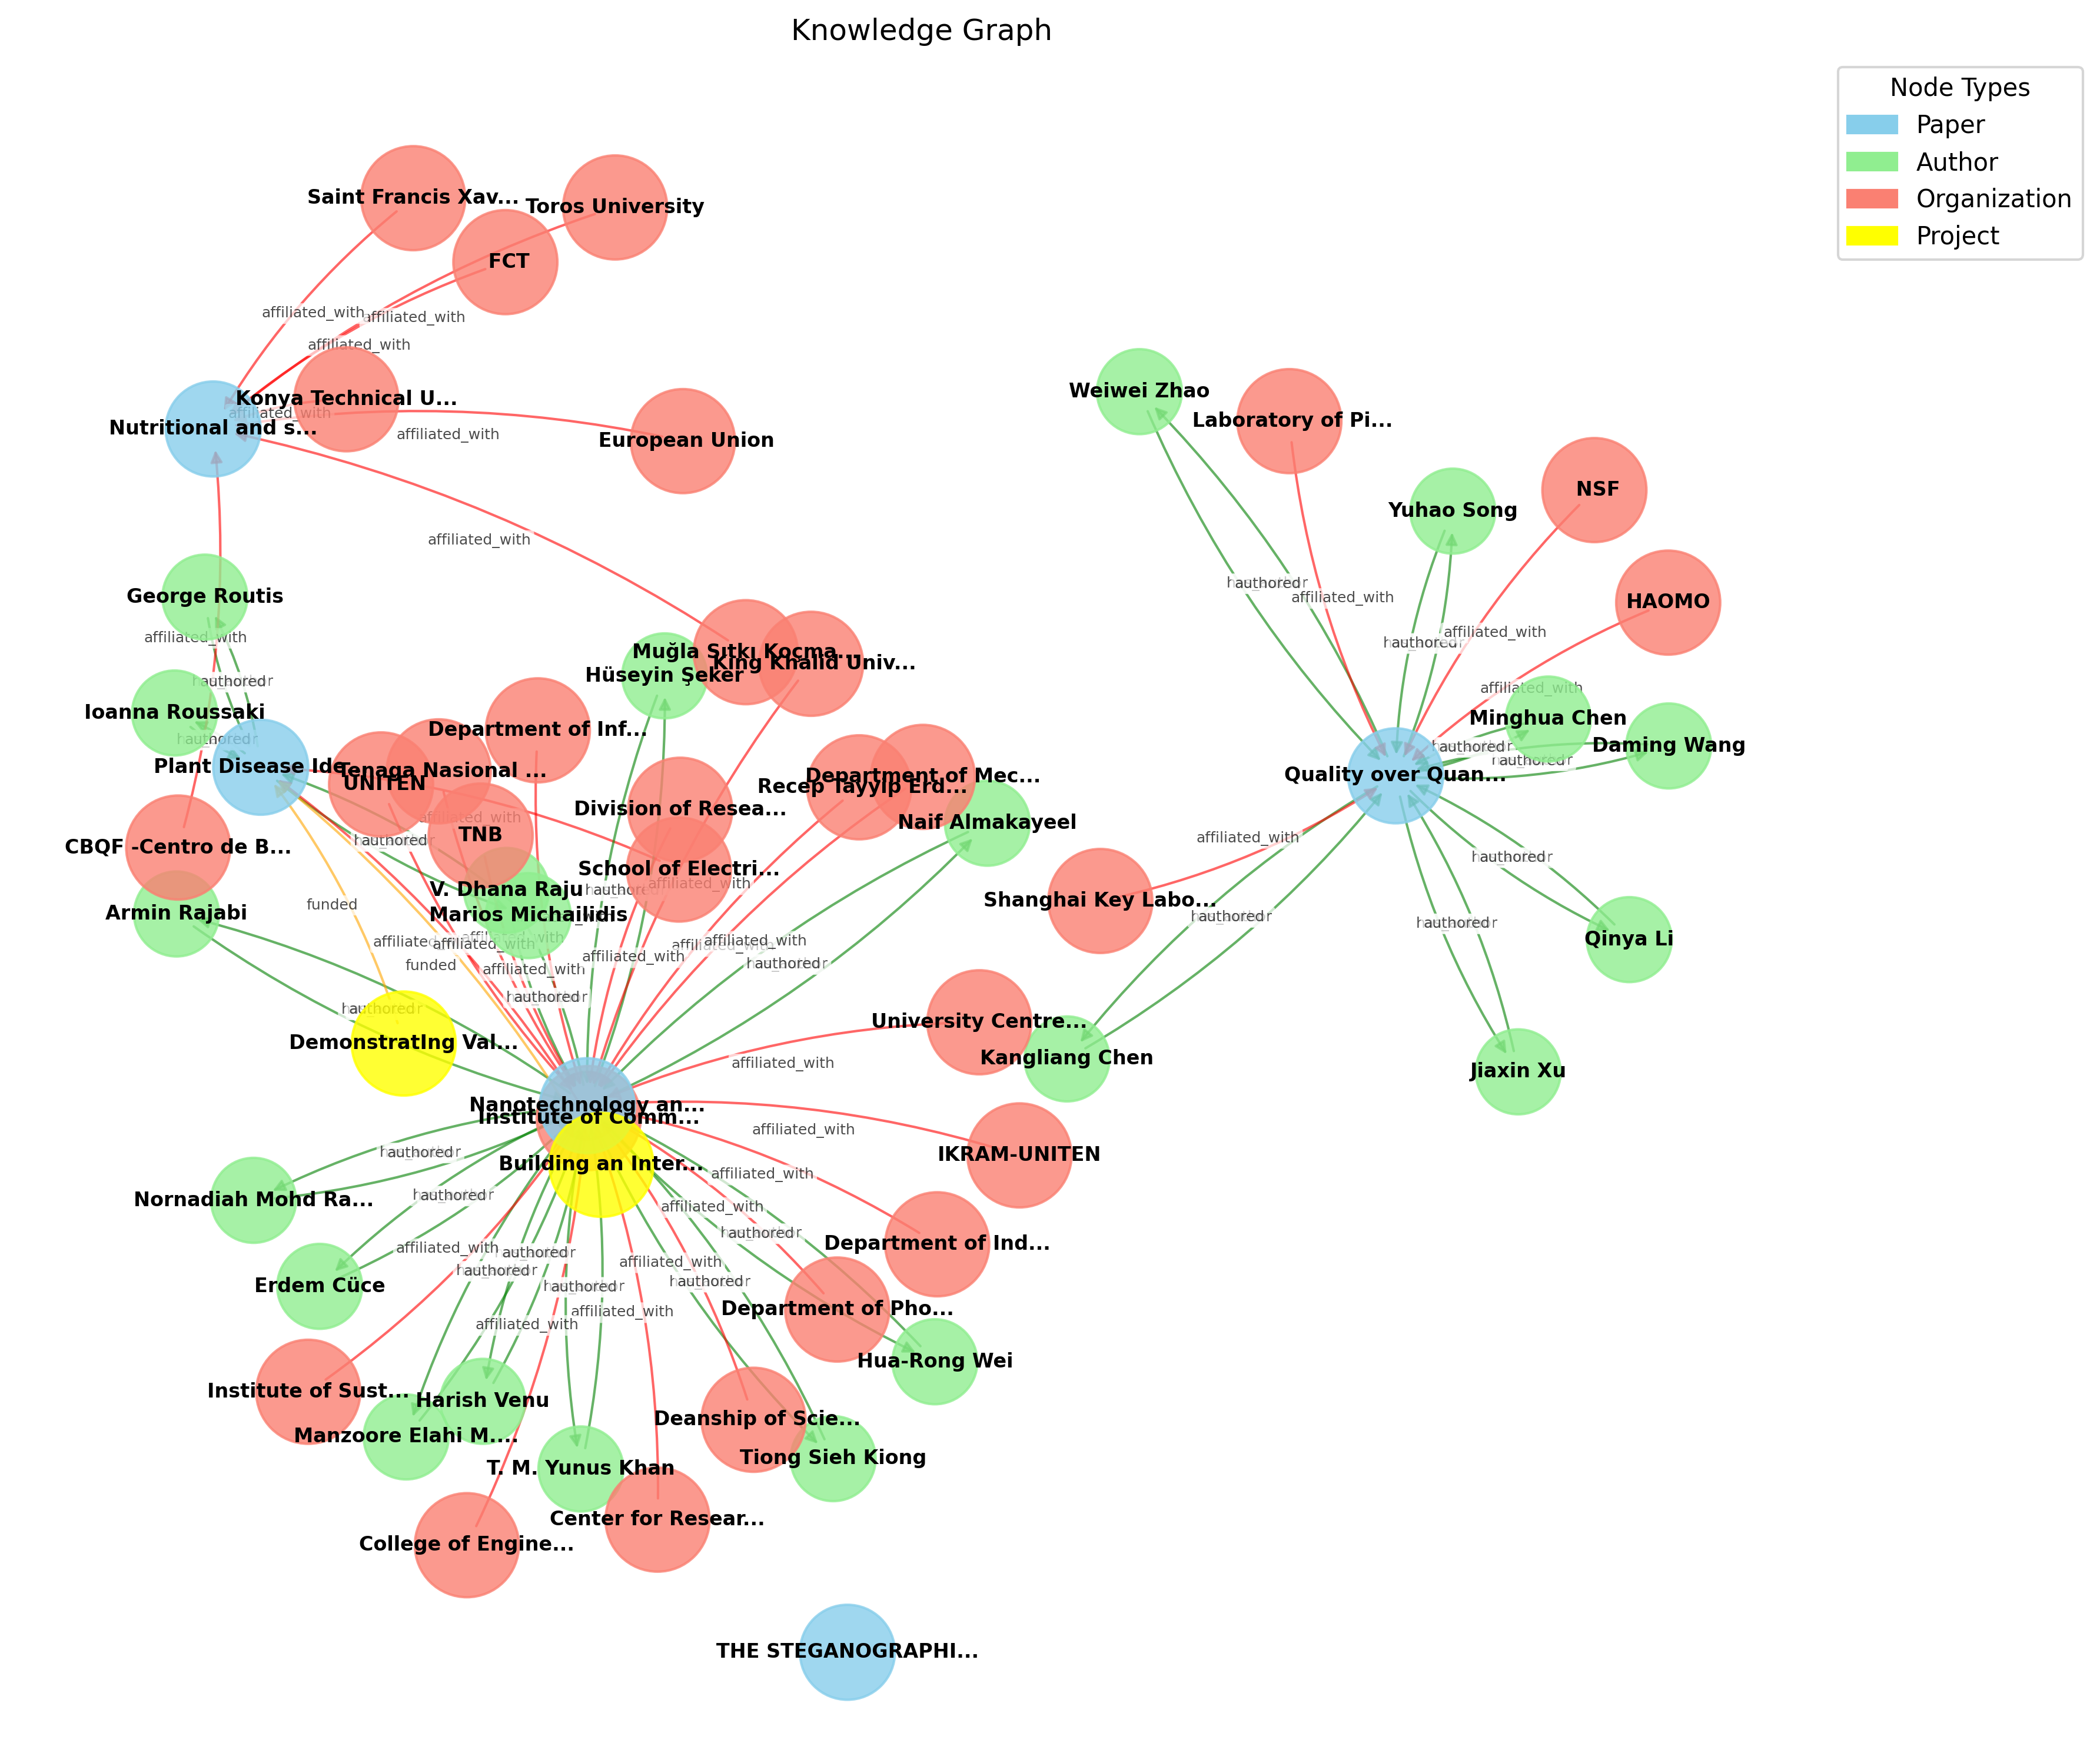 Knowledge Graph
Node Types
Paper
Author
Organization
Project
Saint Francis Xav...
Toros University
FCT
affiliated_with
affiliated_with
affiliated_with
Konya Technical U...
affiliated_with
Nutritional and s...
affiliated_with
European Union
affiliated_with
Weiwei Zhao
Laboratory of Pi...
Yuhao Song
NSF
HAOMO
authored
affiliated_with
authored
affiliated_with
affiliated_with
George Routis
affiliated_with
authored
Ioanna Roussaki
authored
Plant Disease Ide...
Muğla Sıtkı Koçma...
King Khalid Univ...
Hüseyin Şeker
Department of Inf...
Tenaga Nasional ...
UNITEN
TNB
Division of Resea...
Department of Mec...
Recep Tayyip Erd...
Naif Almakayeel
School of Electri...
Minghua Chen
Daming Wang
authored
authored
Quality over Quan...
affiliated_with
authored
authored
affiliated_with
authored
CBQF -Centro de B...
V. Dhana Raju
Marios Michailidis
affiliated_with
Shanghai Key Labo...
authored
authored
Qinya Li
Armin Rajabi
funded
affiliated_with
affiliated_with
affiliated_with
affiliated_with
affiliated_with
funded
affiliated_with
authored
authored
authored
DemonstratIng Val...
University Centre...
Kangliang Chen
affiliated_with
Jiaxin Xu
Nanotechnology an...
Institute of Comm...
Building an Inter...
affiliated_with
IKRAM-UNITEN
authored
affiliated_with
Nornadiah Mohd Ra...
authored
affiliated_with
authored
Department of Ind...
affiliated_with
authored
authored
affiliated_with
authored
authored
Erdem Cüce
affiliated_with
affiliated_with
Department of Pho...
Hua-Rong Wei
Institute of Sust...
Harish Venu
Deanship of Scie...
Manzoore Elahi M....
Tiong Sieh Kiong
T. M. Yunus Khan
Center for Resear...
College of Engine...
THE STEGANOGRAPHI...